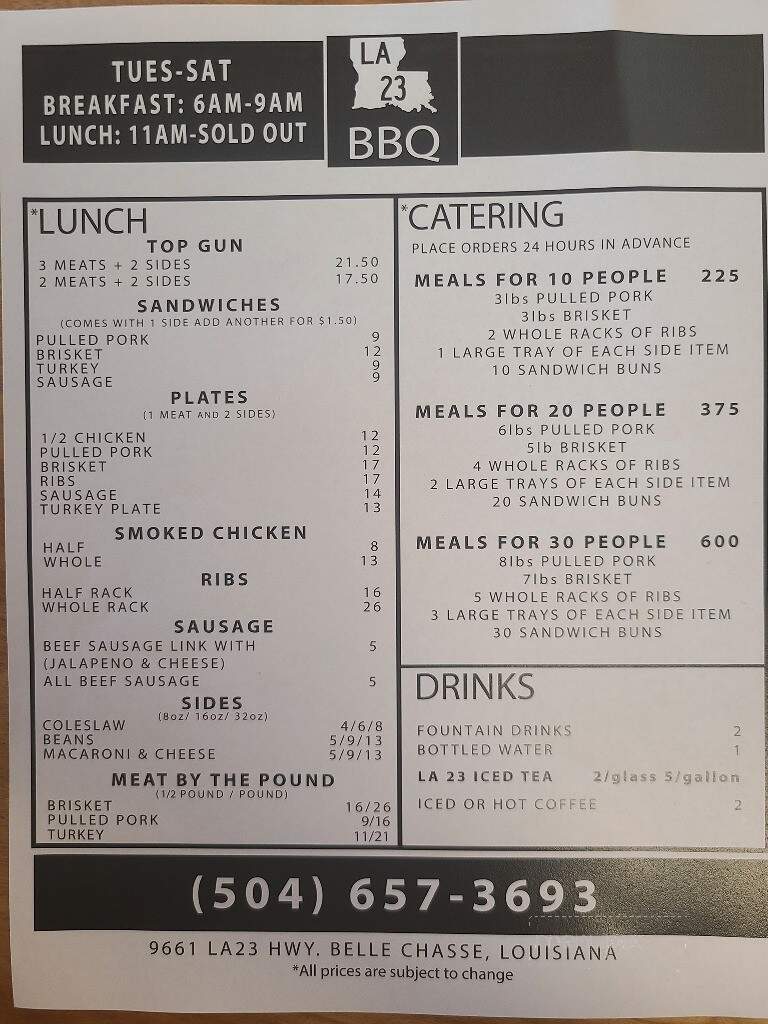 TUES-SAT
BREAKFAST: 6AM-9AM
LUNCH: 11AM-SOLD OUT
LA
23
BBQ
*LUNCH
TOP GUN
3 MEATS + 2 SIDES 21.50
2 MEATS + 2 SIDES 17.50
SANDWICHES
(COMES WITH 1 SIDE ADD ANOTHER FOR $1.50)
PULLED PORK 9
BRISKET 12
TURKEY 9
SAUSAGE 9
PLATES
(1 MEAT AND 2 SIDES)
1/2 CHICKEN 12
PULLED PORK 12
BRISKET 17
RIBS 17
SAUSAGE 14
TURKEY PLATE 13
SMOKED CHICKEN
HALF 8
WHOLE 13
RIBS
HALF RACK 16
WHOLE RACK 26
SAUSAGE
BEEF SAUSAGE LINK WITH 5
(JALAPENO & CHEESE)
ALL BEEF SAUSAGE 5
SIDES
(8oz/ 16oz/ 32oz)
COLESLAW 4/6/8
BEANS 5/9/13
MACARONI & CHEESE 5/9/13
MEAT BY THE POUND
(1/2 POUND / POUND)
BRISKET 16/26
PULLED PORK 9/16
TURKEY 11/21
*CATERING
PLACE ORDERS 24 HOURS IN ADVANCE
MEALS FOR 10 PEOPLE 225
3lbs PULLED PORK
3lbs BRISKET
2 WHOLE RACKS OF RIBS
1 LARGE TRAY OF EACH SIDE ITEM
10 SANDWICH BUNS
MEALS FOR 20 PEOPLE 375
6lbs PULLED PORK
5lb BRISKET
4 WHOLE RACKS OF RIBS
2 LARGE TRAYS OF EACH SIDE ITEM
20 SANDWICH BUNS
MEALS FOR 30 PEOPLE 600
8lbs PULLED PORK
7lbs BRISKET
5 WHOLE RACKS OF RIBS
3 LARGE TRAYS OF EACH SIDE ITEM
30 SANDWICH BUNS
DRINKS
FOUNTAIN DRINKS 2
BOTTLED WATER 1
LA 23 ICED TEA 2/glass 5/gallon
ICED OR HOT COFFEE 2
(504) 657-3693
9661 LA23 HWY. BELLE CHASSE, LOUISIANA
*All prices are subject to change